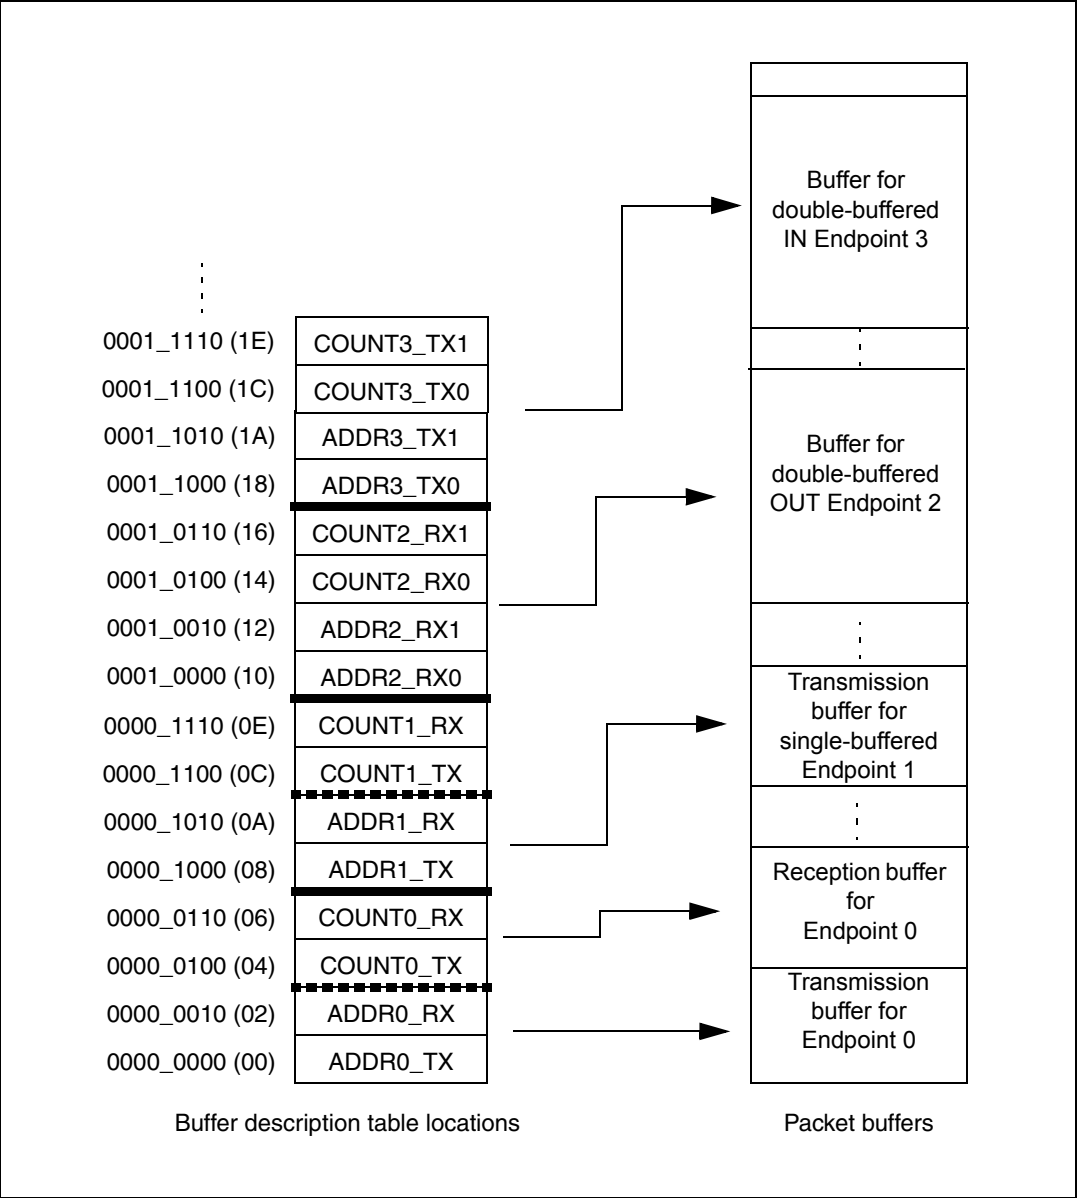 Buffer for
double-buffered
IN Endpoint 3
0001_1110 (1E) COUNT3_TX1
0001_1100 (1C) COUNT3_TX0
0001_1010 (1A) ADDR3_TX1
0001_1000 (18) ADDR3_TX0
0001_0110 (16) COUNT2_RX1
0001_0100 (14) COUNT2_RX0
0001_0010 (12) ADDR2_RX1
0001_0000 (10) ADDR2_RX0
0000_1110 (0E) COUNT1_RX
0000_1100 (0C) COUNT1_TX
0000_1010 (0A) ADDR1_RX
0000_1000 (08) ADDR1_TX
0000_0110 (06) COUNT0_RX
0000_0100 (04) COUNT0_TX
0000_0010 (02) ADDR0_RX
0000_0000 (00) ADDR0_TX
Buffer for
double-buffered
OUT Endpoint 2
Transmission
buffer for
single-buffered
Endpoint 1
Reception buffer
for
Endpoint 0
Transmission
buffer for
Endpoint 0
Buffer description table locations
Packet buffers